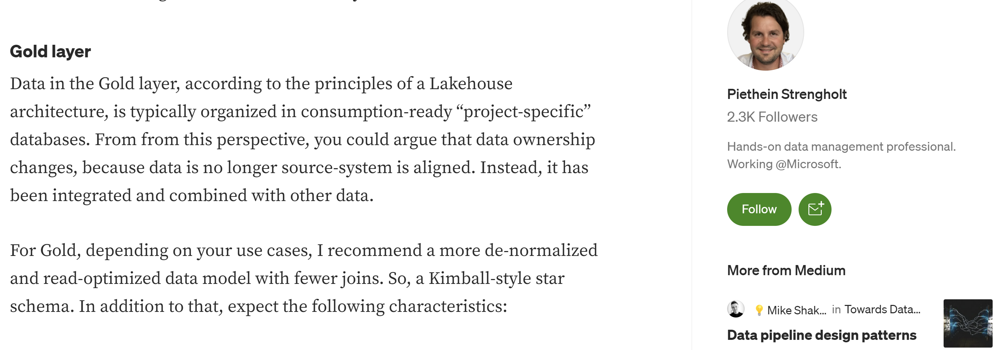 Gold layer
Data in the Gold layer, according to the principles of a Lakehouse
architecture, is typically organized in consumption-ready “project-specific”
databases. From from this perspective, you could argue that data ownership
changes, because data is no longer source-system is aligned. Instead, it has
been integrated and combined with other data.
For Gold, depending on your use cases, I recommend a more de-normalized
and read-optimized data model with fewer joins. So, a Kimball-style star
schema. In addition to that, expect the following characteristics:
Piethein Strengholt
2.3K Followers
Hands-on data management professional.
Working @Microsoft.
Follow
More from Medium
Mike Shak... in Towards Data...
Data pipeline design patterns